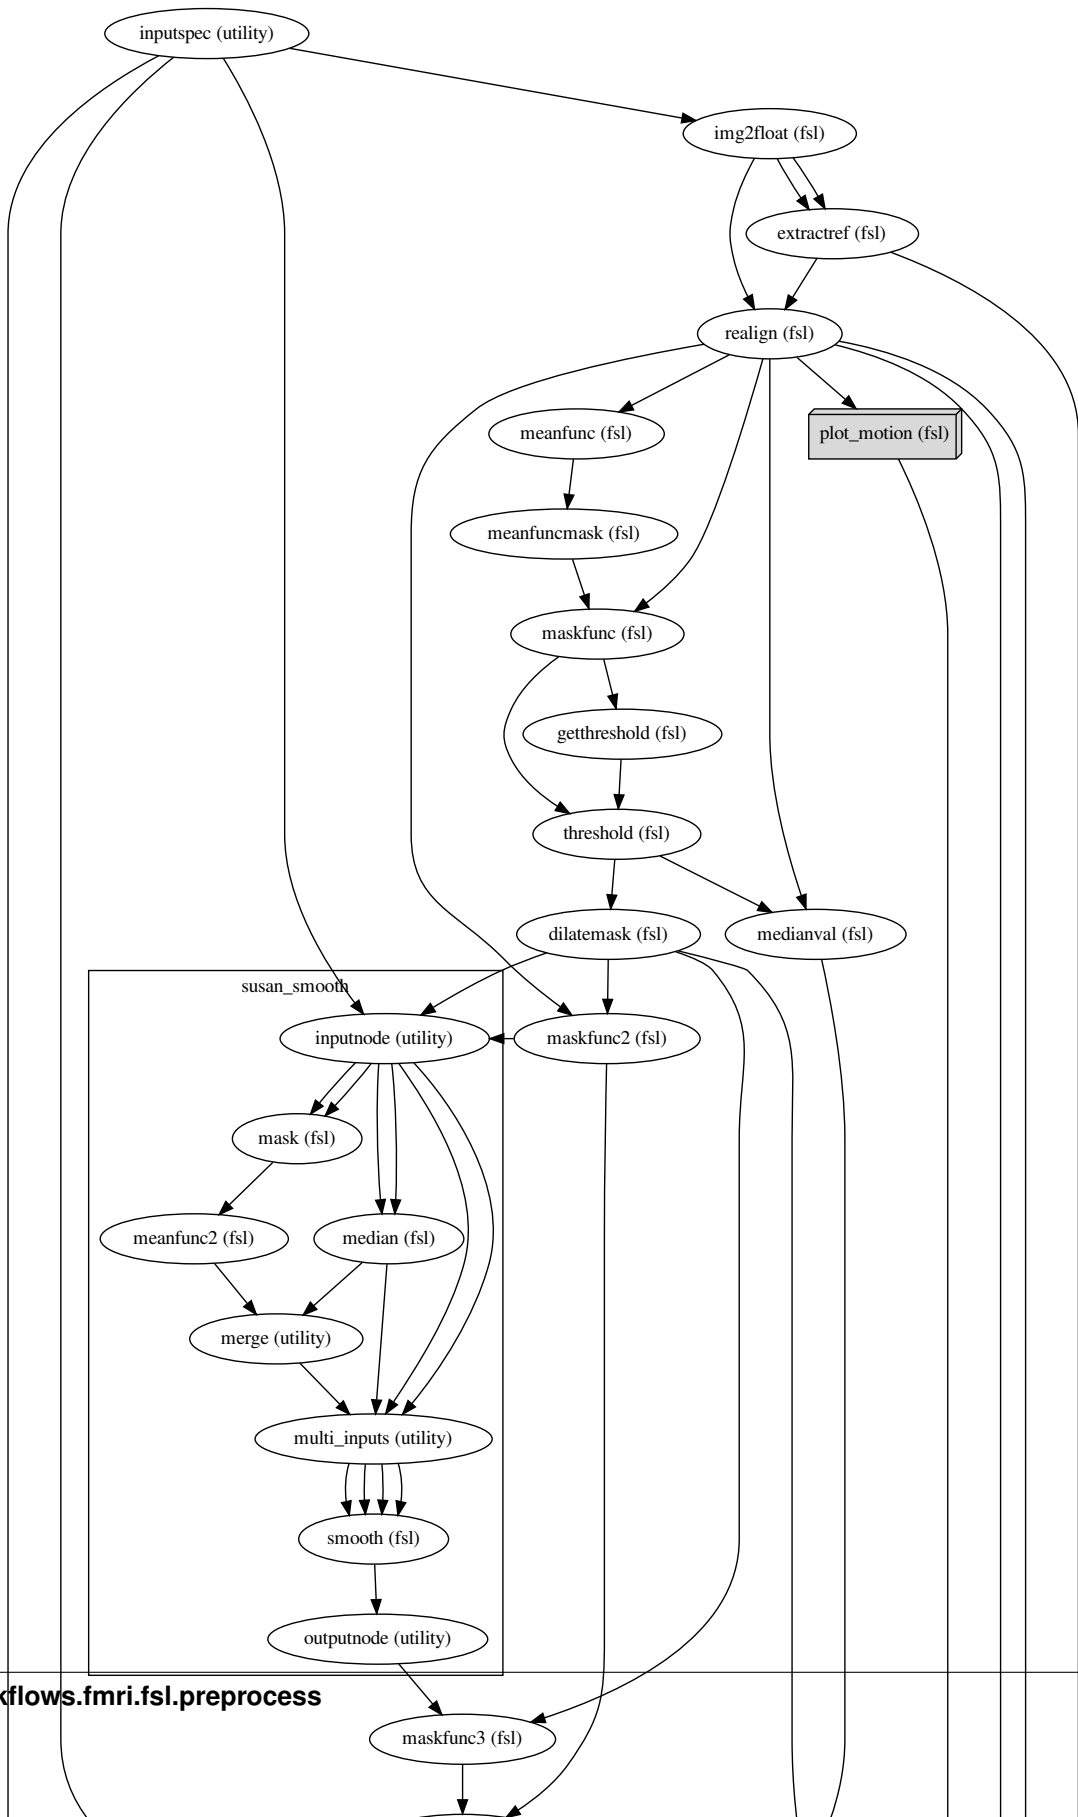 inputspec (utility)
img2float (fsl)
extractref (fsl)
realign (fsl)
meanfunc (fsl)
plot_motion (fsl)
meanfuncmask (fsl)
maskfunc (fsl)
getthreshold (fsl)
threshold (fsl)
dilatemask (fsl)
medianval (fsl)
susan_smooth
inputnode (utility)
maskfunc2 (fsl)
mask (fsl)
meanfunc2 (fsl)
median (fsl)
merge (utility)
multi_inputs (utility)
smooth (fsl)
outputnode (utility)
kflows.fmri.fsl.preprocess
maskfunc3 (fsl)